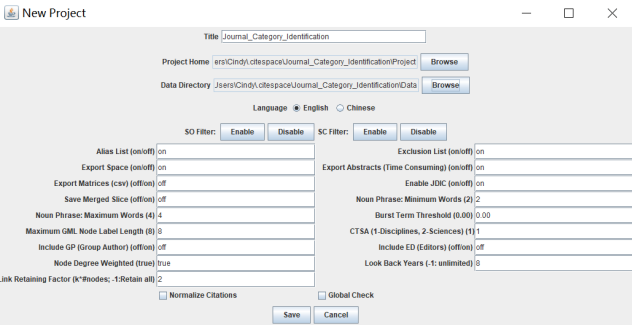 New Project
Title Journal_Category_Identification
Project Home ers\Cindy\.citespace\Journal_Category_Identification\Project Browse
Data Directory Users\Cindy\.citespace\Journal_Category_Identification\Data Browse
Language English Chinese
SO Filter: Enable Disable SC Filter: Enable Disable
Alias List (on/off) on Exclusion List (on/off) on
Export Space (on/off) on Export Abstracts (Time Consuming) (on/off) on
Export Matrices (csv) (off/on) off Enable JDIC (on/off) on
Save Merged Slice (off/on) off Noun Phrase: Minimum Words (2) 2
Noun Phrase: Maximum Words (4) 4 Burst Term Threshold (0.00) 0.00
Maximum GML Node Label Length (8) 8 CTSA (1-Disciplines, 2-Sciences) (1) 1
Include GP (Group Author) (off/on) off Include ED (Editors) (off/on) off
Node Degree Weighted (true) true Look Back Years (-1: unlimited) 8
Link Retaining Factor (k*#nodes; -1:Retain all) 2
Normalize Citations Global Check
Save Cancel